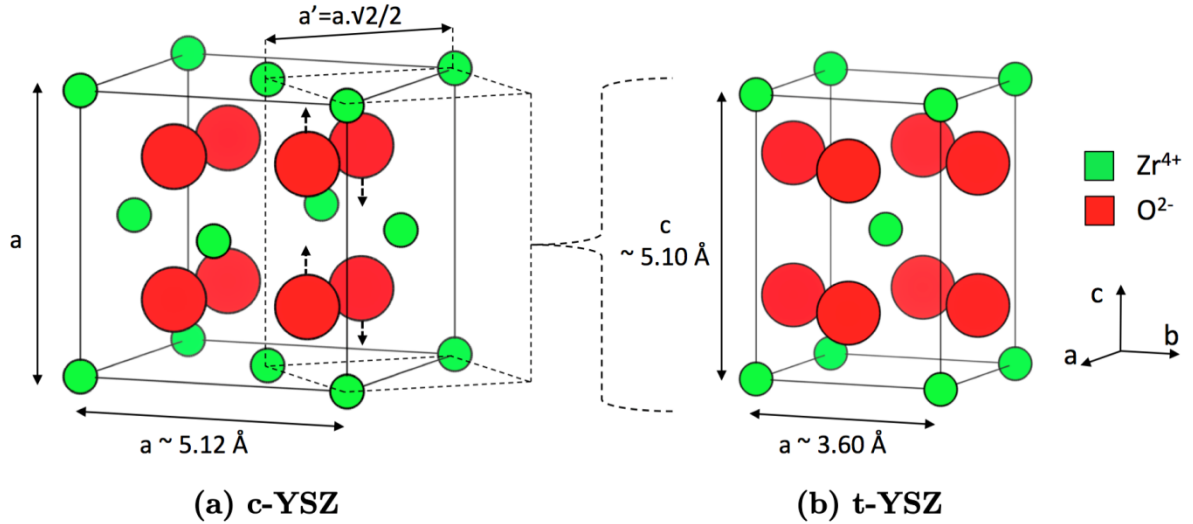 a'=a.√2/2
a
a ~ 5.12 Å
(a) c-YSZ
c
~ 5.10 Å
a ~ 3.60 Å
(b) t-YSZ
Zr⁴⁺
O²⁻
c
b
a